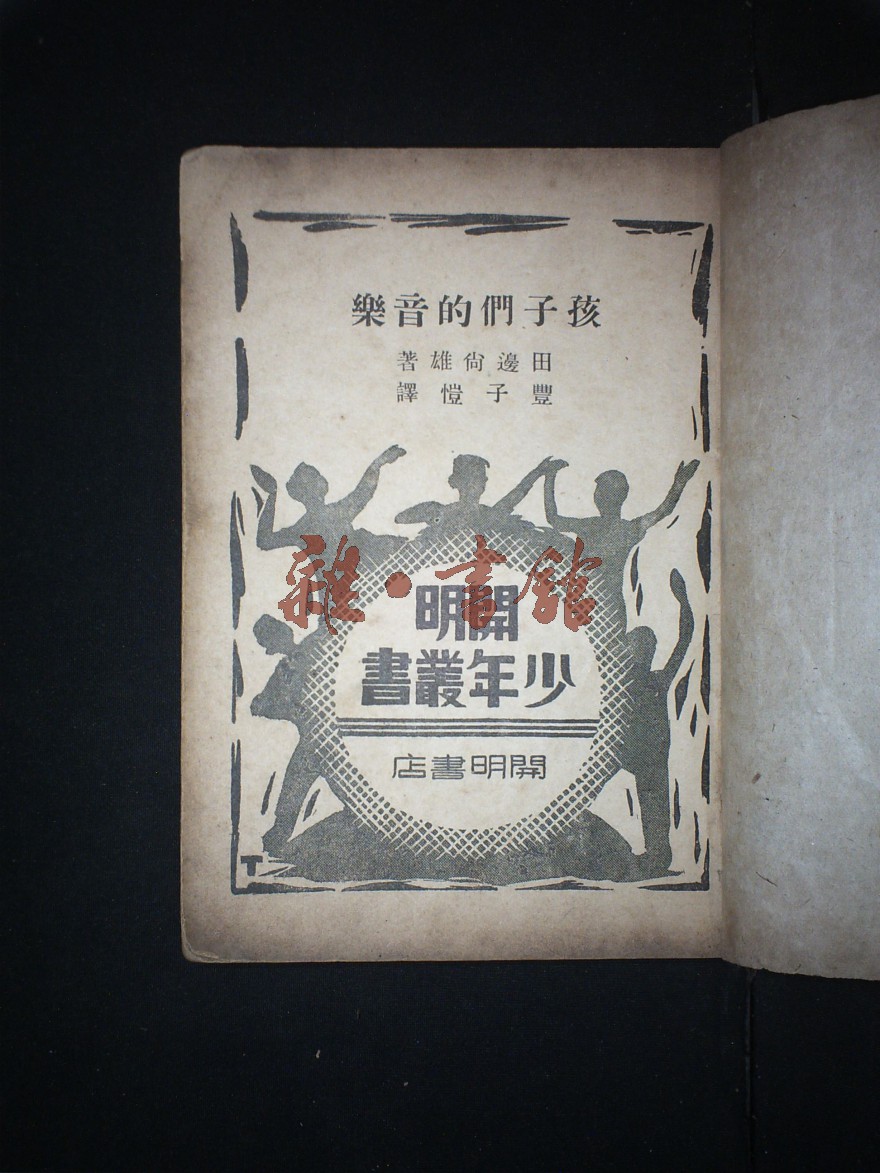 孩子們的音樂
田邊尙雄著
豐子愷譯
雜·書館
開明
少年叢書
開明書店
T